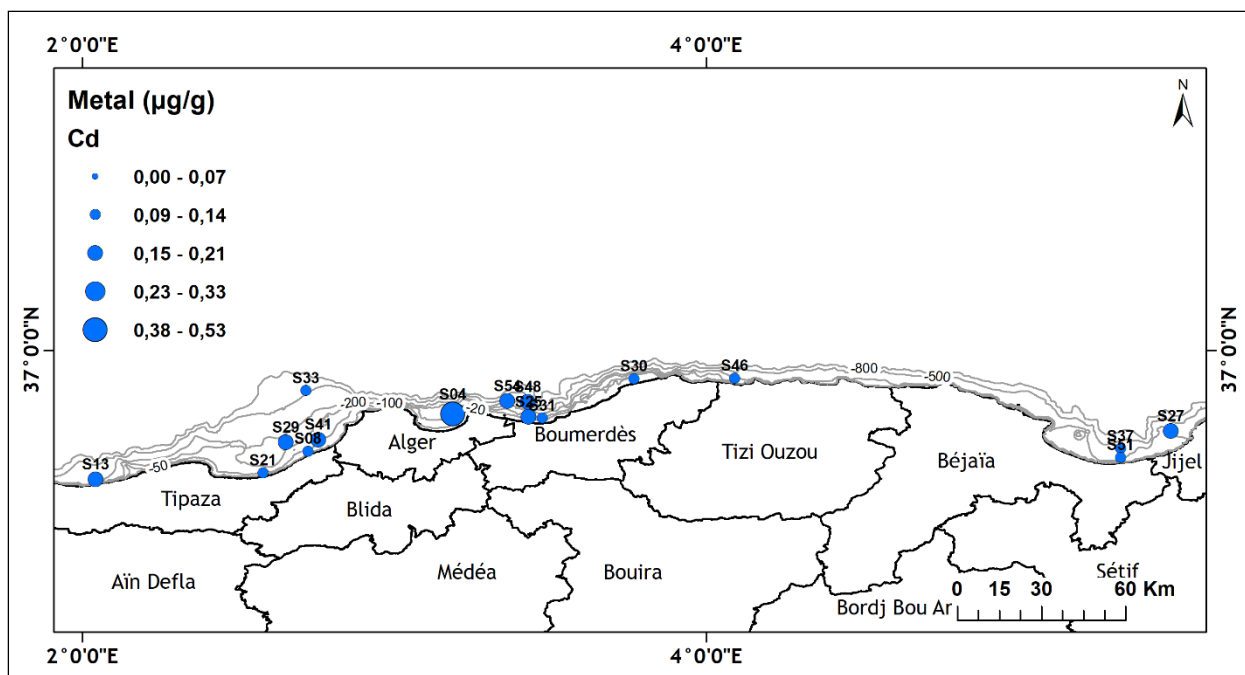 2°0'0"E
4°0'0"E
Metal (µg/g)
Cd
0,00 - 0,07
0,09 - 0,14
0,15 - 0,21
0,23 - 0,33
0,38 - 0,53
N
37°0'0"N
37°0'0"N
S33
S30
S46
-800
-500
S54
S48
S04
-20
S25
S31
-200
-100
S29
S41
S08
S27
S37
S51
S13
-50
S21
Alger
Boumerdès
Tizi Ouzou
Béjaïa
Jijel
Tipaza
Blida
Aïn Defla
Médéa
Bouira
Sétif
Bordj Bou Ar
0 15 30 60 Km
2°0'0"E
4°0'0"E